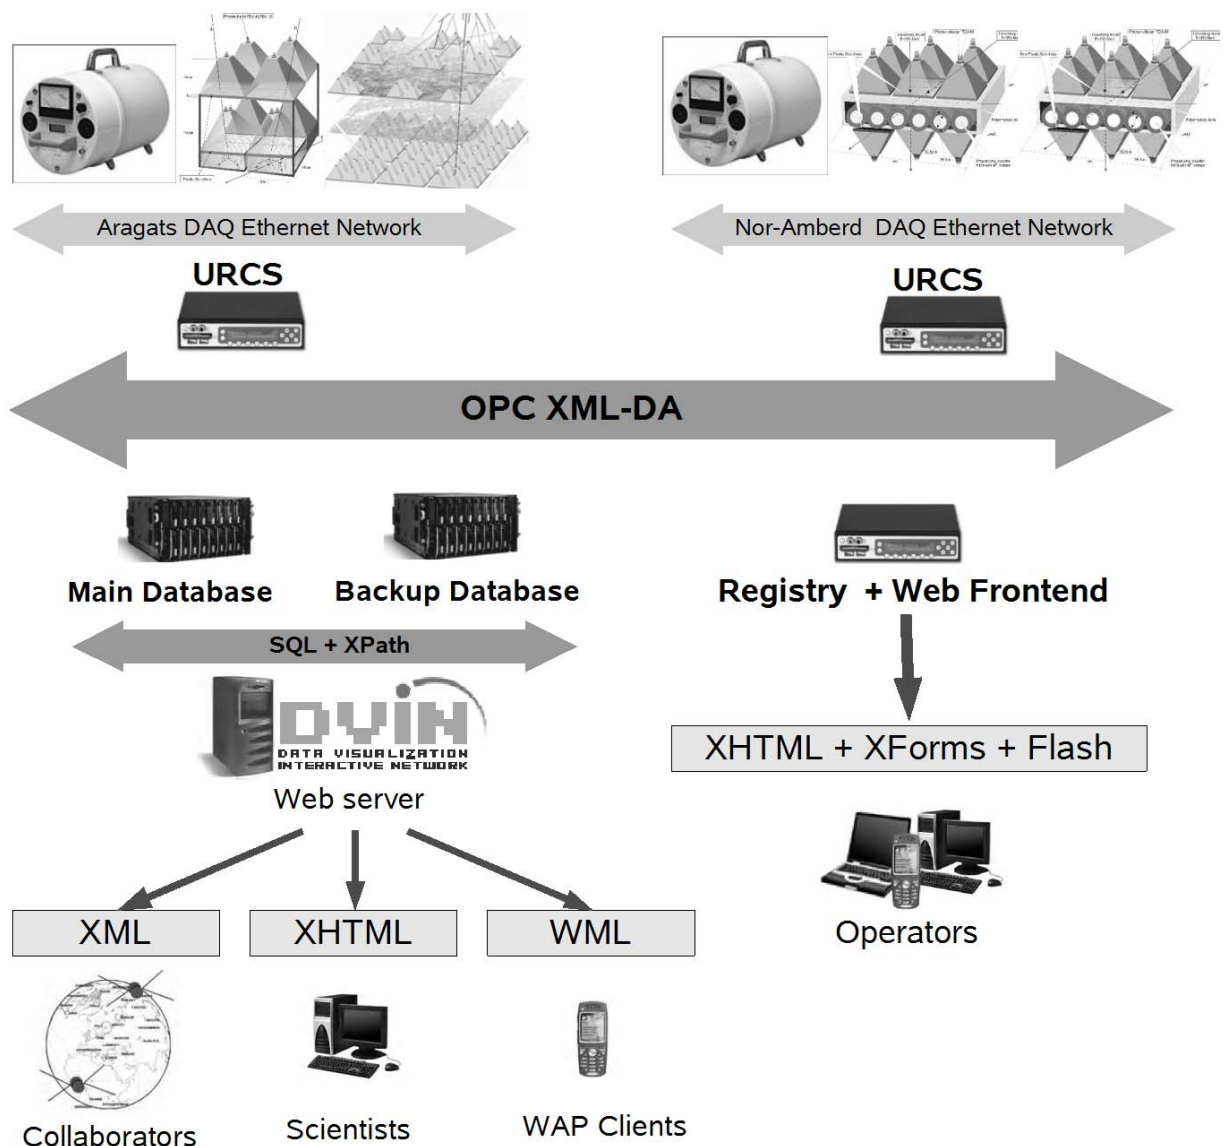 Aragats DAQ Ethernet Network
Nor-Amberd DAQ Ethernet Network
URCS
URCS
OPC XML-DA
Main Database
Backup Database
Registry + Web Frontend
SQL + XPath
DVIN
DATA VISUALIZATION
INTERACTIVE NETWORK
Web server
XHTML + XForms + Flash
Operators
XML
XHTML
WML
Collaborators
Scientists
WAP Clients